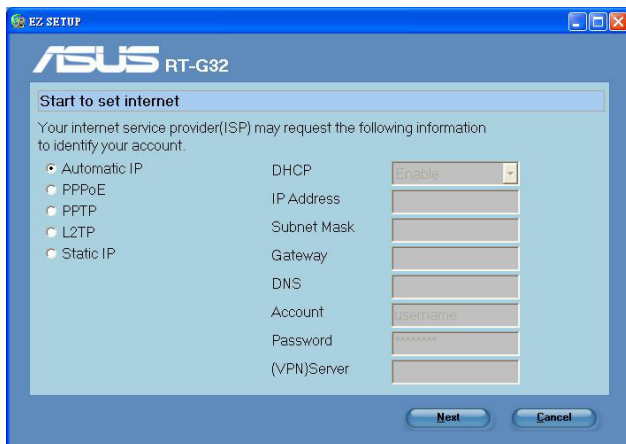 EZ SETUP
ASUS RT-G32
Start to set internet
Your internet service provider(ISP) may request the following information
to identify your account.
Automatic IP
PPPoE
PPTP
L2TP
Static IP
DHCP Enable
IP Address
Subnet Mask
Gateway
DNS
Account username
Password ********
(VPN)Server
Next Cancel